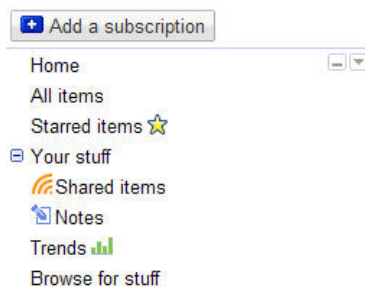 Add a subscription
Home
All items
Starred items
Your stuff
Shared items
Notes
Trends
Browse for stuff